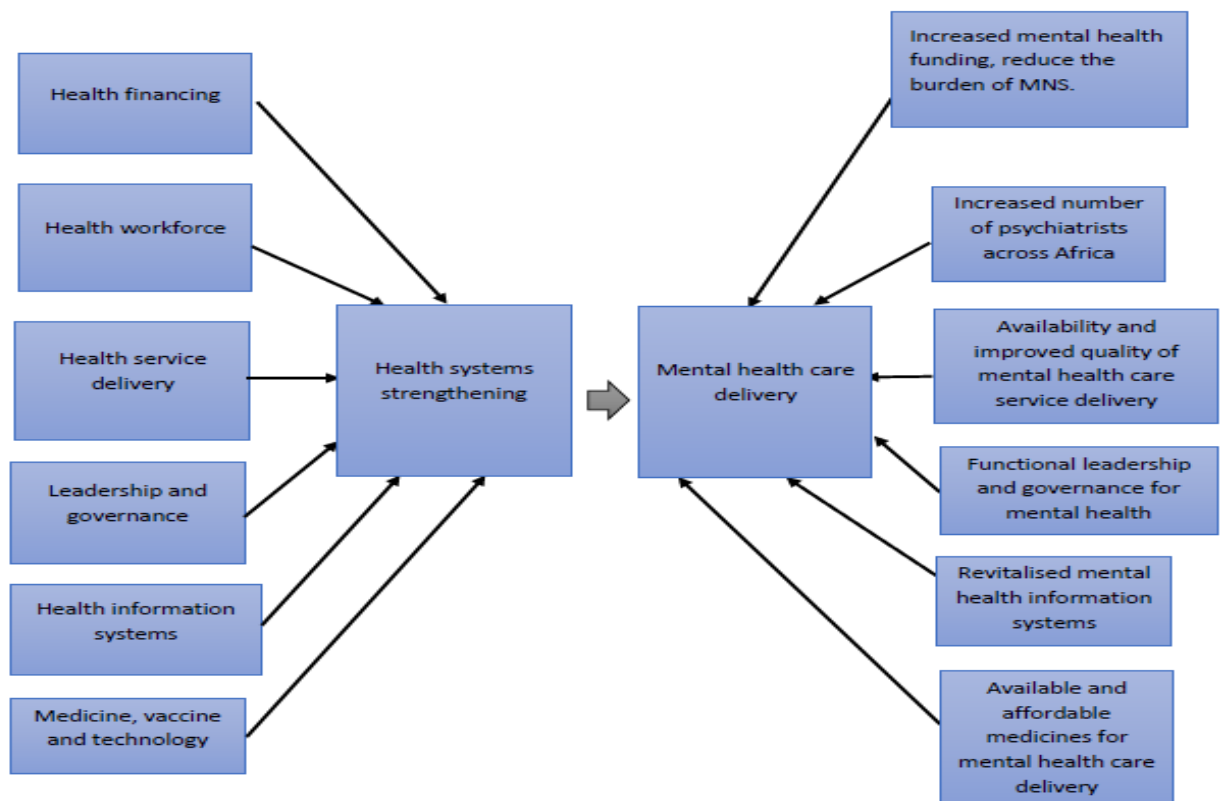 Health financing
Health workforce
Health service
delivery
Leadership and
governance
Health information
systems
Medicine, vaccine
and technology
Health systems
strengthening
Mental health care
delivery
Increased mental health
funding, reduce the
burden of MNS.
Increased number
of psychiatrists
across Africa
Availability and
improved quality of
mental health care
service delivery
Functional leadership
and governance for
mental health
Revitalised mental
health information
systems
Available and
affordable
medicines for
mental health care
delivery